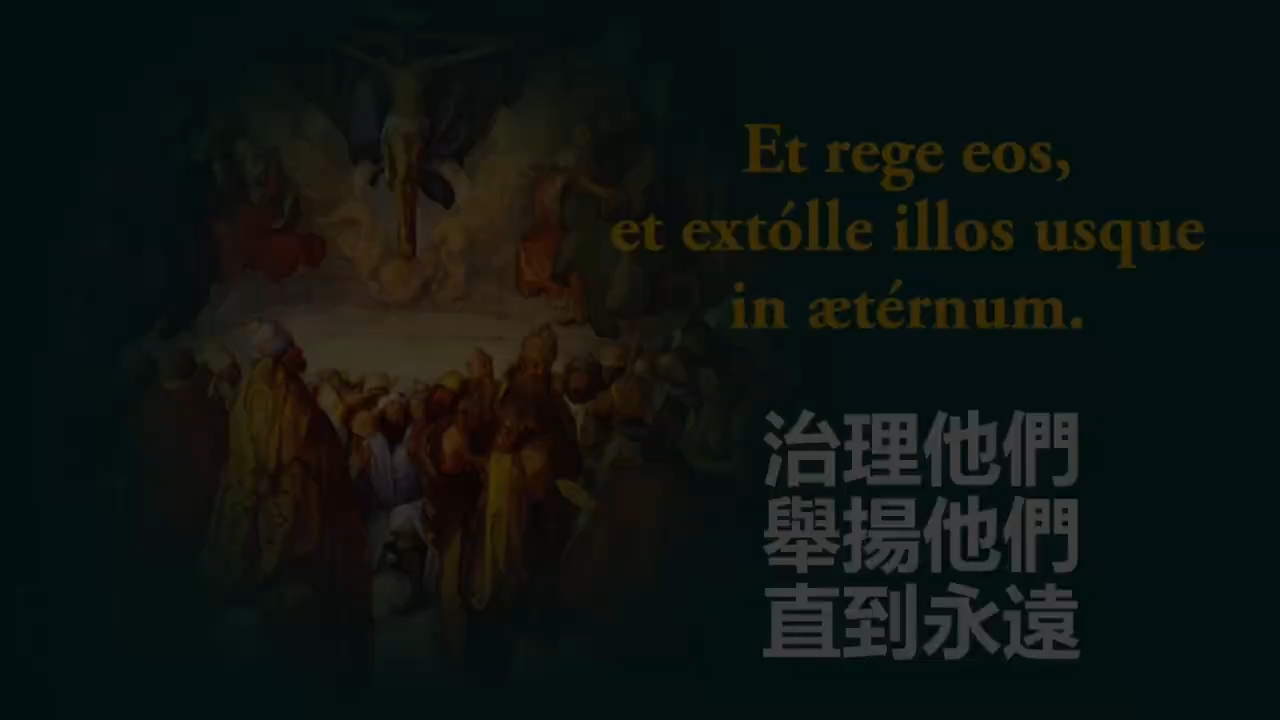 Et rege eos,
et extólle illos usque
in ætérnum.
治理他們
舉揚他們
直到永遠